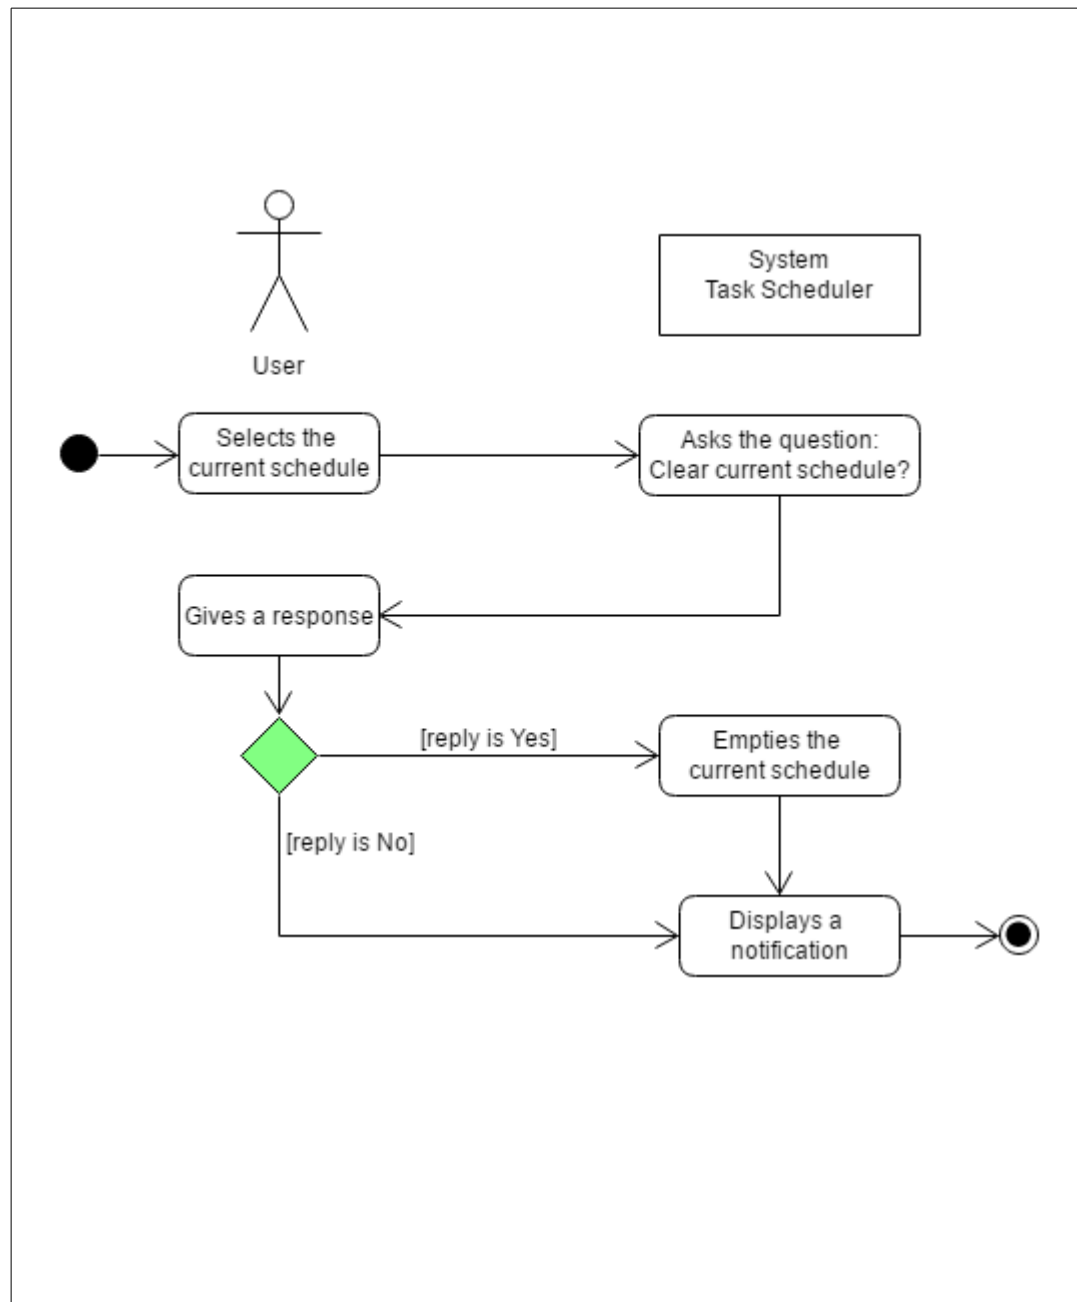 System
Task Scheduler
User
Selects the
current schedule
Asks the question:
Clear current schedule?
Gives a response
[reply is Yes]
Empties the
current schedule
[reply is No]
Displays a
notification